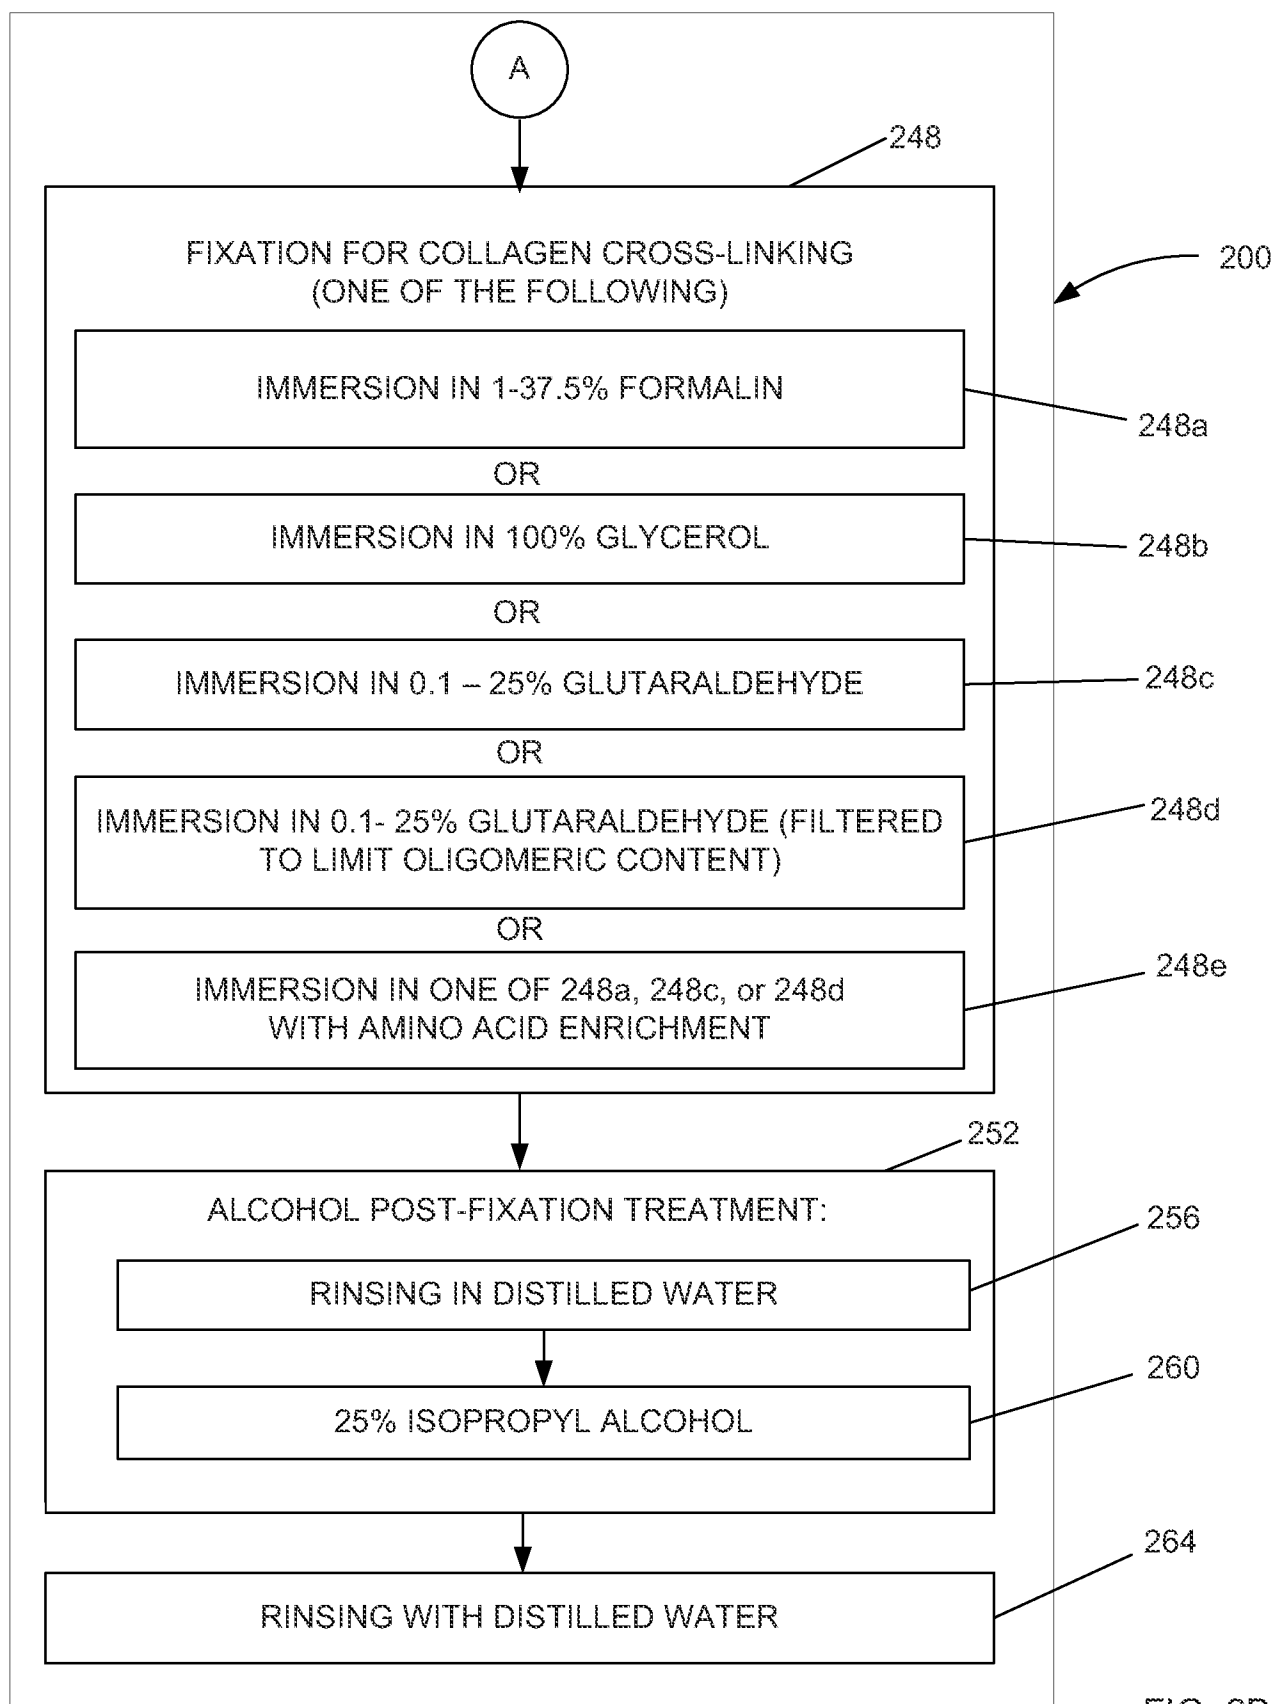 A
248
FIXATION FOR COLLAGEN CROSS-LINKING
(ONE OF THE FOLLOWING)
200
IMMERSION IN 1-37.5% FORMALIN
248a
OR
IMMERSION IN 100% GLYCEROL
248b
OR
IMMERSION IN 0.1 – 25% GLUTARALDEHYDE
248c
OR
IMMERSION IN 0.1- 25% GLUTARALDEHYDE (FILTERED
TO LIMIT OLIGOMERIC CONTENT)
248d
OR
IMMERSION IN ONE OF 248a, 248c, or 248d
WITH AMINO ACID ENRICHMENT
248e
252
ALCOHOL POST-FIXATION TREATMENT:
256
RINSING IN DISTILLED WATER
260
25% ISOPROPYL ALCOHOL
264
RINSING WITH DISTILLED WATER
FIG.